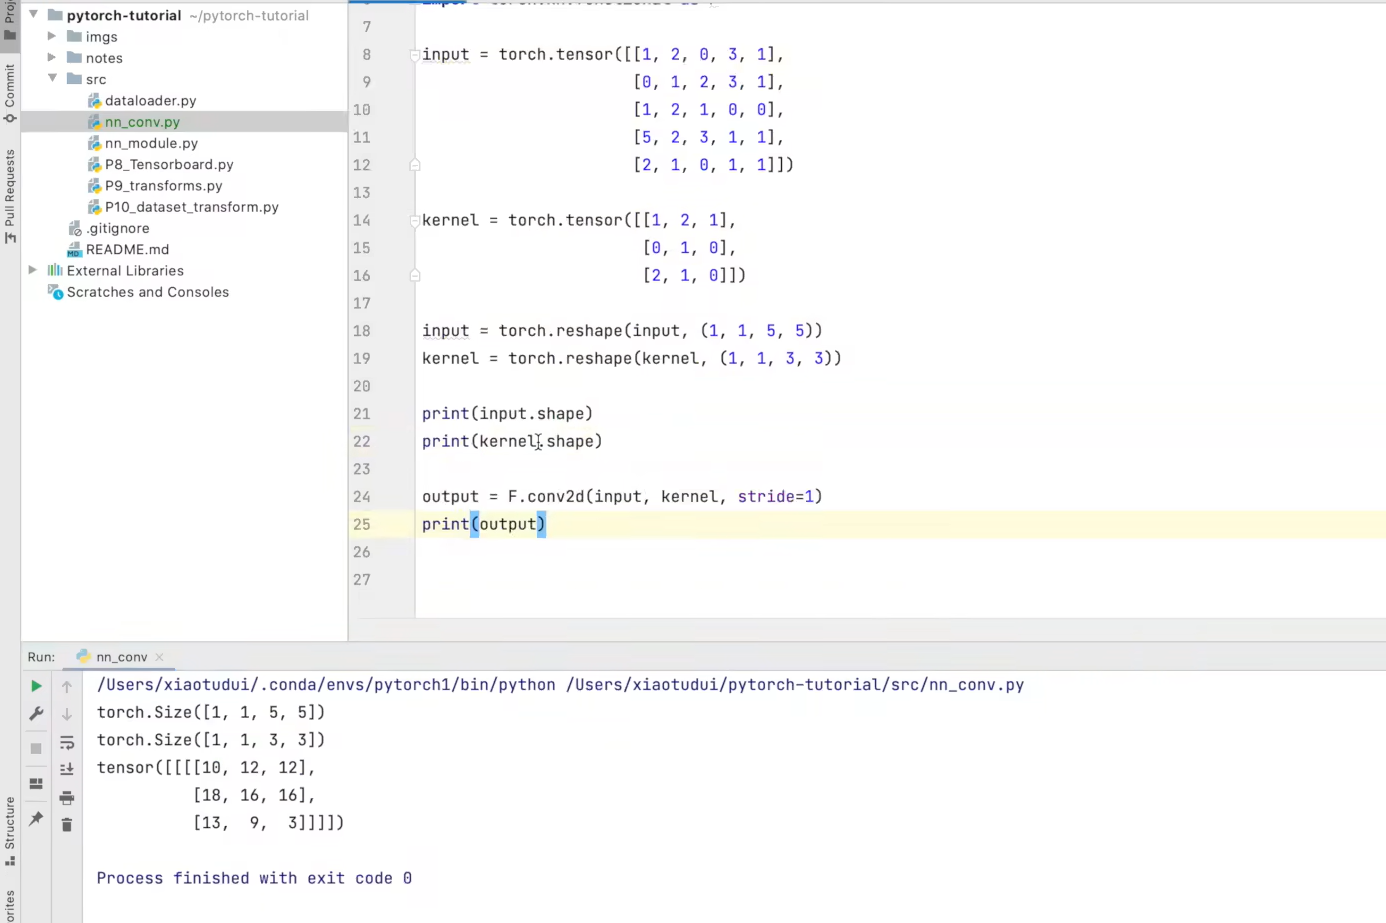 Proje
Commit
Pull Requests
Structure
orites
pytorch-tutorial ~/pytorch-tutorial
imgs
notes
src
dataloader.py
nn_conv.py
nn_module.py
P8_Tensorboard.py
P9_transforms.py
P10_dataset_transform.py
.gitignore
README.md
External Libraries
Scratches and Consoles
7
8 input = torch.tensor([[1, 2, 0, 3, 1],
9 [0, 1, 2, 3, 1],
10 [1, 2, 1, 0, 0],
11 [5, 2, 3, 1, 1],
12 [2, 1, 0, 1, 1]])
13
14 kernel = torch.tensor([[1, 2, 1],
15 [0, 1, 0],
16 [2, 1, 0]])
17
18 input = torch.reshape(input, (1, 1, 5, 5))
19 kernel = torch.reshape(kernel, (1, 1, 3, 3))
20
21 print(input.shape)
22 print(kernel.shape)
23
24 output = F.conv2d(input, kernel, stride=1)
25 print(output)
26
27
Run: nn_conv
/Users/xiaotudui/.conda/envs/pytorch1/bin/python /Users/xiaotudui/pytorch-tutorial/src/nn_conv.py
torch.Size([1, 1, 5, 5])
torch.Size([1, 1, 3, 3])
tensor([[[[10, 12, 12],
[18, 16, 16],
[13, 9, 3]]]])
Process finished with exit code 0